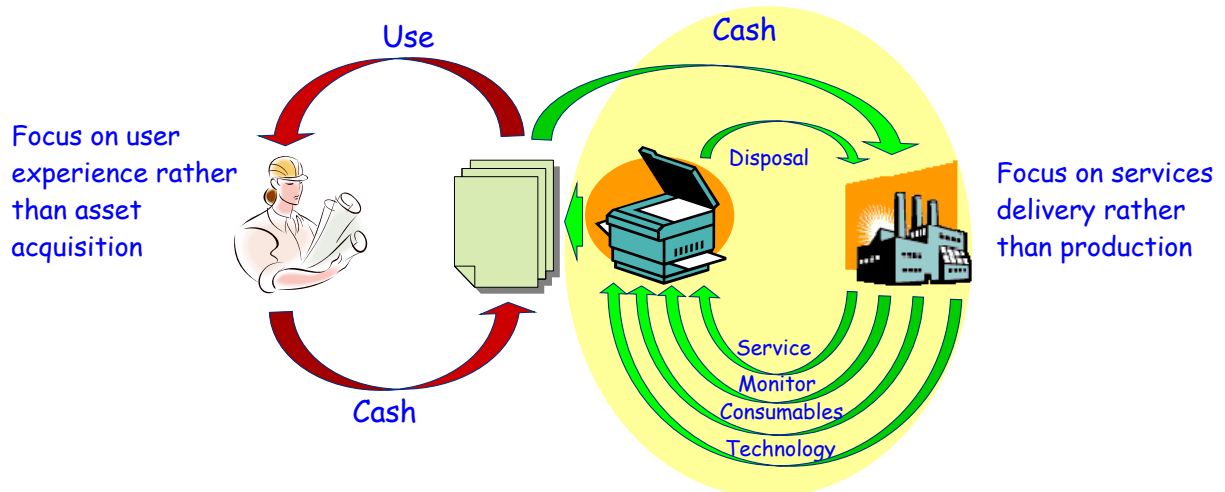 Use
Cash
Focus on user
experience rather
than asset
acquisition
Disposal
Focus on services
delivery rather
than production
Service
Monitor
Consumables
Technology
Cash